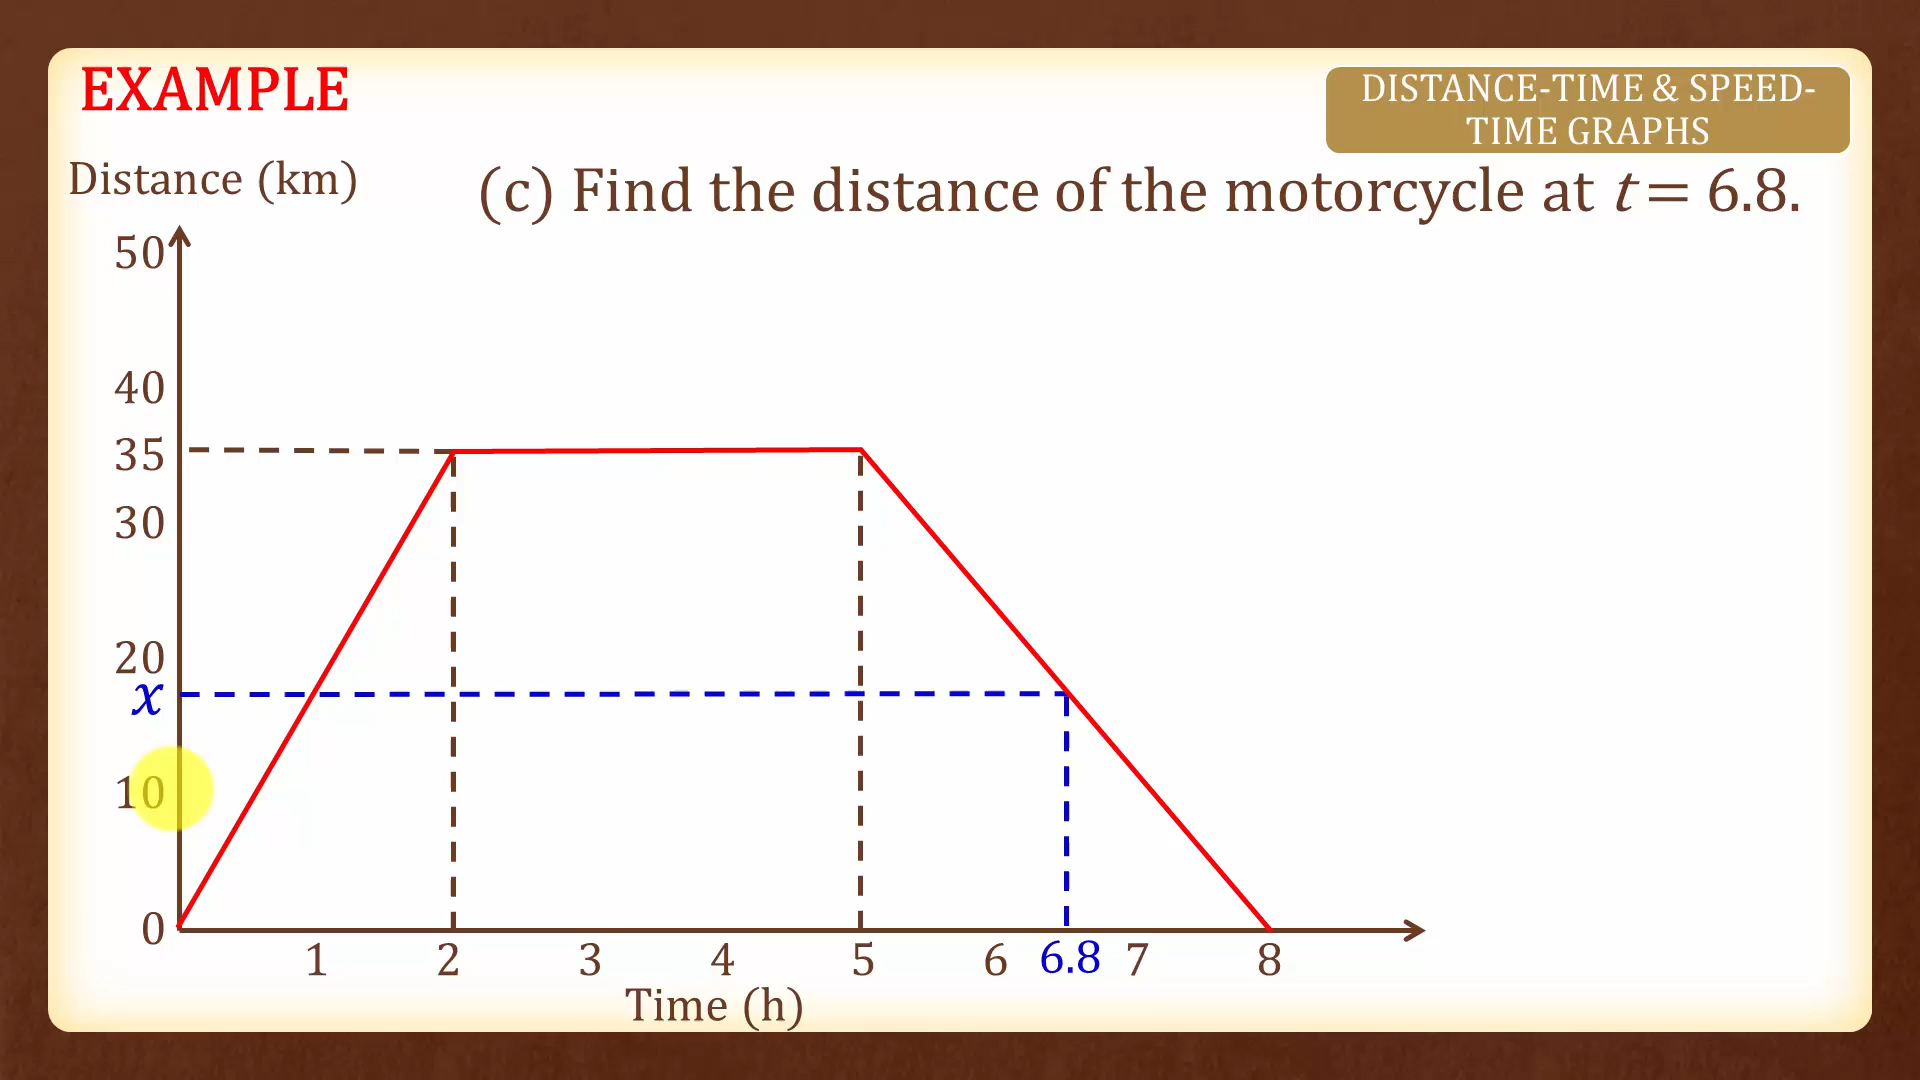 EXAMPLE
DISTANCE-TIME & SPEED-
TIME GRAPHS
Distance (km)
(c) Find the distance of the motorcycle at t = 6.8.
50
40
35
30
20
x
10
0
1 2 3 4 5 6 6.8 7 8
Time (h)